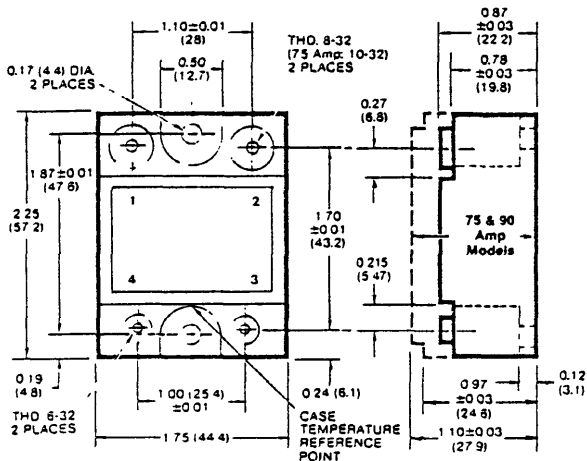 1.10±0.01
(28)
0.50
(12.7)
THD. 8-32
(75 Amp: 10-32)
2 PLACES
0.17 (4.4) DIA.
2 PLACES
0.87
±0.03
(22.2)
0.78
±0.03
(19.8)
0.27
(6.8)
1.87±0.01
(47.6)
2.25
(57.2)
1
2
4
3
1.70
±0.01
(43.2)
75 & 90
Amp
Models
0.215
(5.47)
0.19
(4.8)
THD 6-32
2 PLACES
1.00 (25.4)
±0.01
1.75 (44.4)
0.24 (6.1)
CASE
TEMPERATURE
REFERENCE
POINT
0.12
(3.1)
0.97
±0.03
(24.6)
1.10±0.03
(27.9)